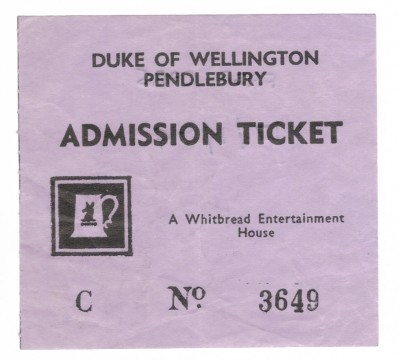 DUKE OF WELLINGTON
PENDLEBURY
ADMISSION TICKET
A Whitbread Entertainment
House
C Nº 3649